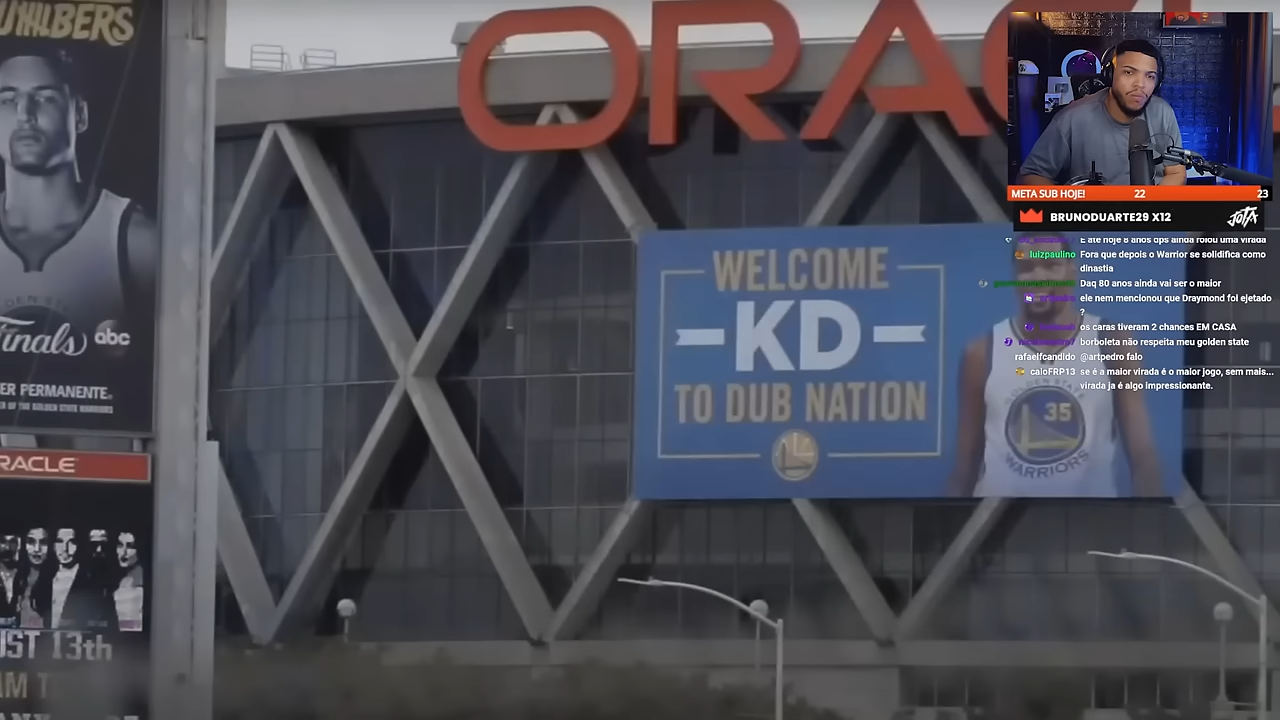 ORAC
WELCOME
KD
TO DUB NATION
35
WARRIORS
Finals
abc
ER PERMANENTE®
RACLE
UST 13th
META SUB HOJE! 22 23
BRUNODUARTE29 X12
JOTA
E até hoje 8 anos dps ainda rolou uma virada
luizpaulino Fora que depois o Warrior se solidifica como
dinastia
Daq 80 anos ainda vai ser o maior
ele nem mencionou que Draymond foi ejetado
?
os caras tiveram 2 chances EM CASA
borboleta não respeita meu golden state
rafaelfcandido @artpedro falo
caloFRP13 se é a maior virada é o maior jogo, sem mais...
virada ja é algo impressionante.